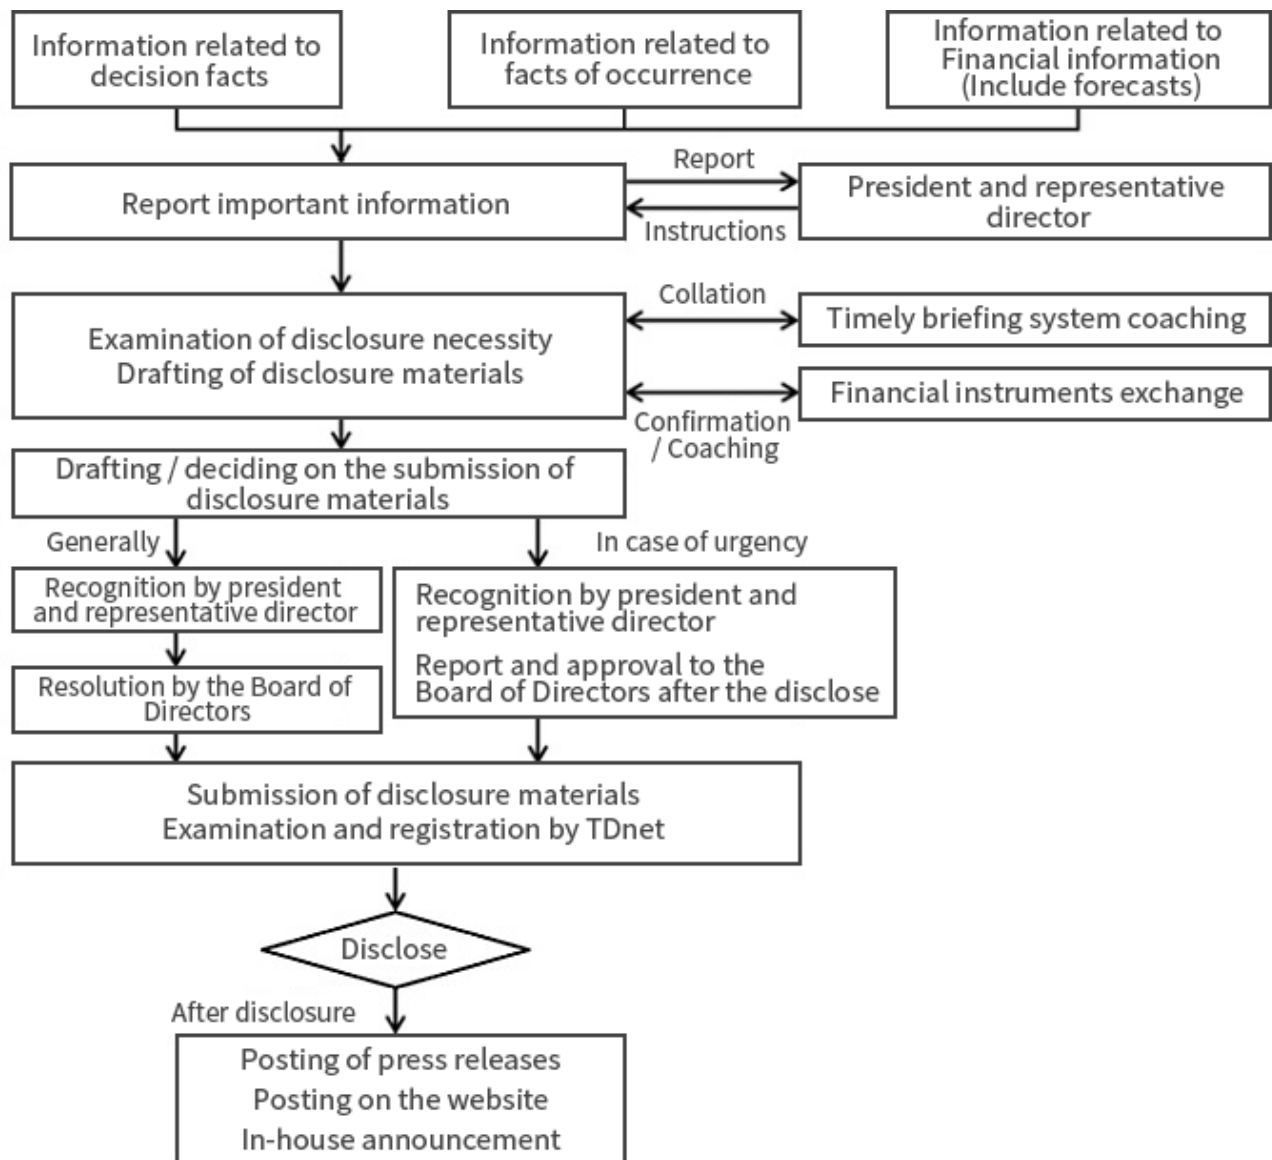 Information related to
decision facts
Information related to
facts of occurrence
Information related to
Financial information
(Include forecasts)
Report important information
Report
Instructions
President and representative
director
Examination of disclosure necessity
Drafting of disclosure materials
Collation
Timely briefing system coaching
Financial instruments exchange
Confirmation
/ Coaching
Drafting / deciding on the submission of
disclosure materials
Generally
In case of urgency
Recognition by president
and representative director
Resolution by the Board of
Directors
Recognition by president and
representative director
Report and approval to the
Board of Directors after the disclose
Submission of disclosure materials
Examination and registration by TDnet
Disclose
After disclosure
Posting of press releases
Posting on the website
In-house announcement